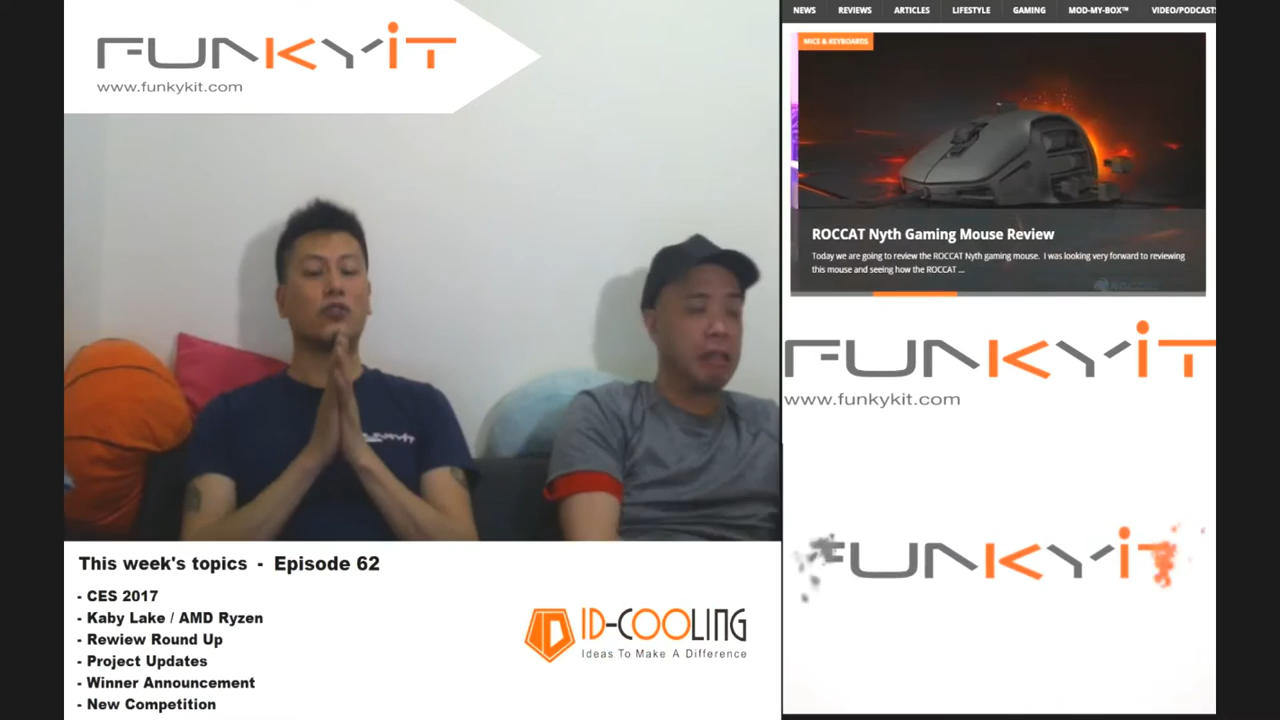 FUNKYiT
www.funkykit.com
FUNKYiT
This week's topics - Episode 62
- CES 2017
- Kaby Lake / AMD Ryzen
- Rewiew Round Up
- Project Updates
- Winner Announcement
- New Competition
ID-COOLING
Ideas To Make A Difference
NEWS REVIEWS ARTICLES LIFESTYLE GAMING MOD-MY-BOX™ VIDEO/PODCASTS
MICE & KEYBOARDS
ROCCAT Nyth Gaming Mouse Review
Today we are going to review the ROCCAT Nyth gaming mouse. I was looking very forward to reviewing
this mouse and seeing how the ROCCAT ...
ROCCAT
FUNKYiT
www.funkykit.com
FUNKYiT